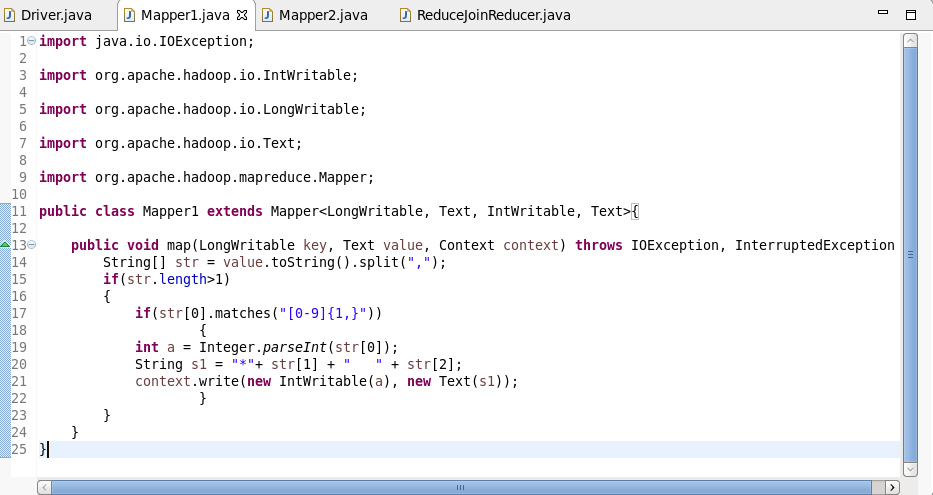 Driver.java Mapper1.java Mapper2.java ReduceJoinReducer.java
1 import java.io.IOException;
2
3 import org.apache.hadoop.io.IntWritable;
4
5 import org.apache.hadoop.io.LongWritable;
6
7 import org.apache.hadoop.io.Text;
8
9 import org.apache.hadoop.mapreduce.Mapper;
10
11 public class Mapper1 extends Mapper<LongWritable, Text, IntWritable, Text>{
12
13     public void map(LongWritable key, Text value, Context context) throws IOException, InterruptedException
14         String[] str = value.toString().split(",");
15         if(str.length>1)
16         {
17             if(str[0].matches("[0-9]{1,}"))
18                     {
19             int a = Integer.parseInt(str[0]);
20             String s1 = "*"+ str[1] + "   " + str[2];
21             context.write(new IntWritable(a), new Text(s1));
22                     }
23         }
24     }
25 }